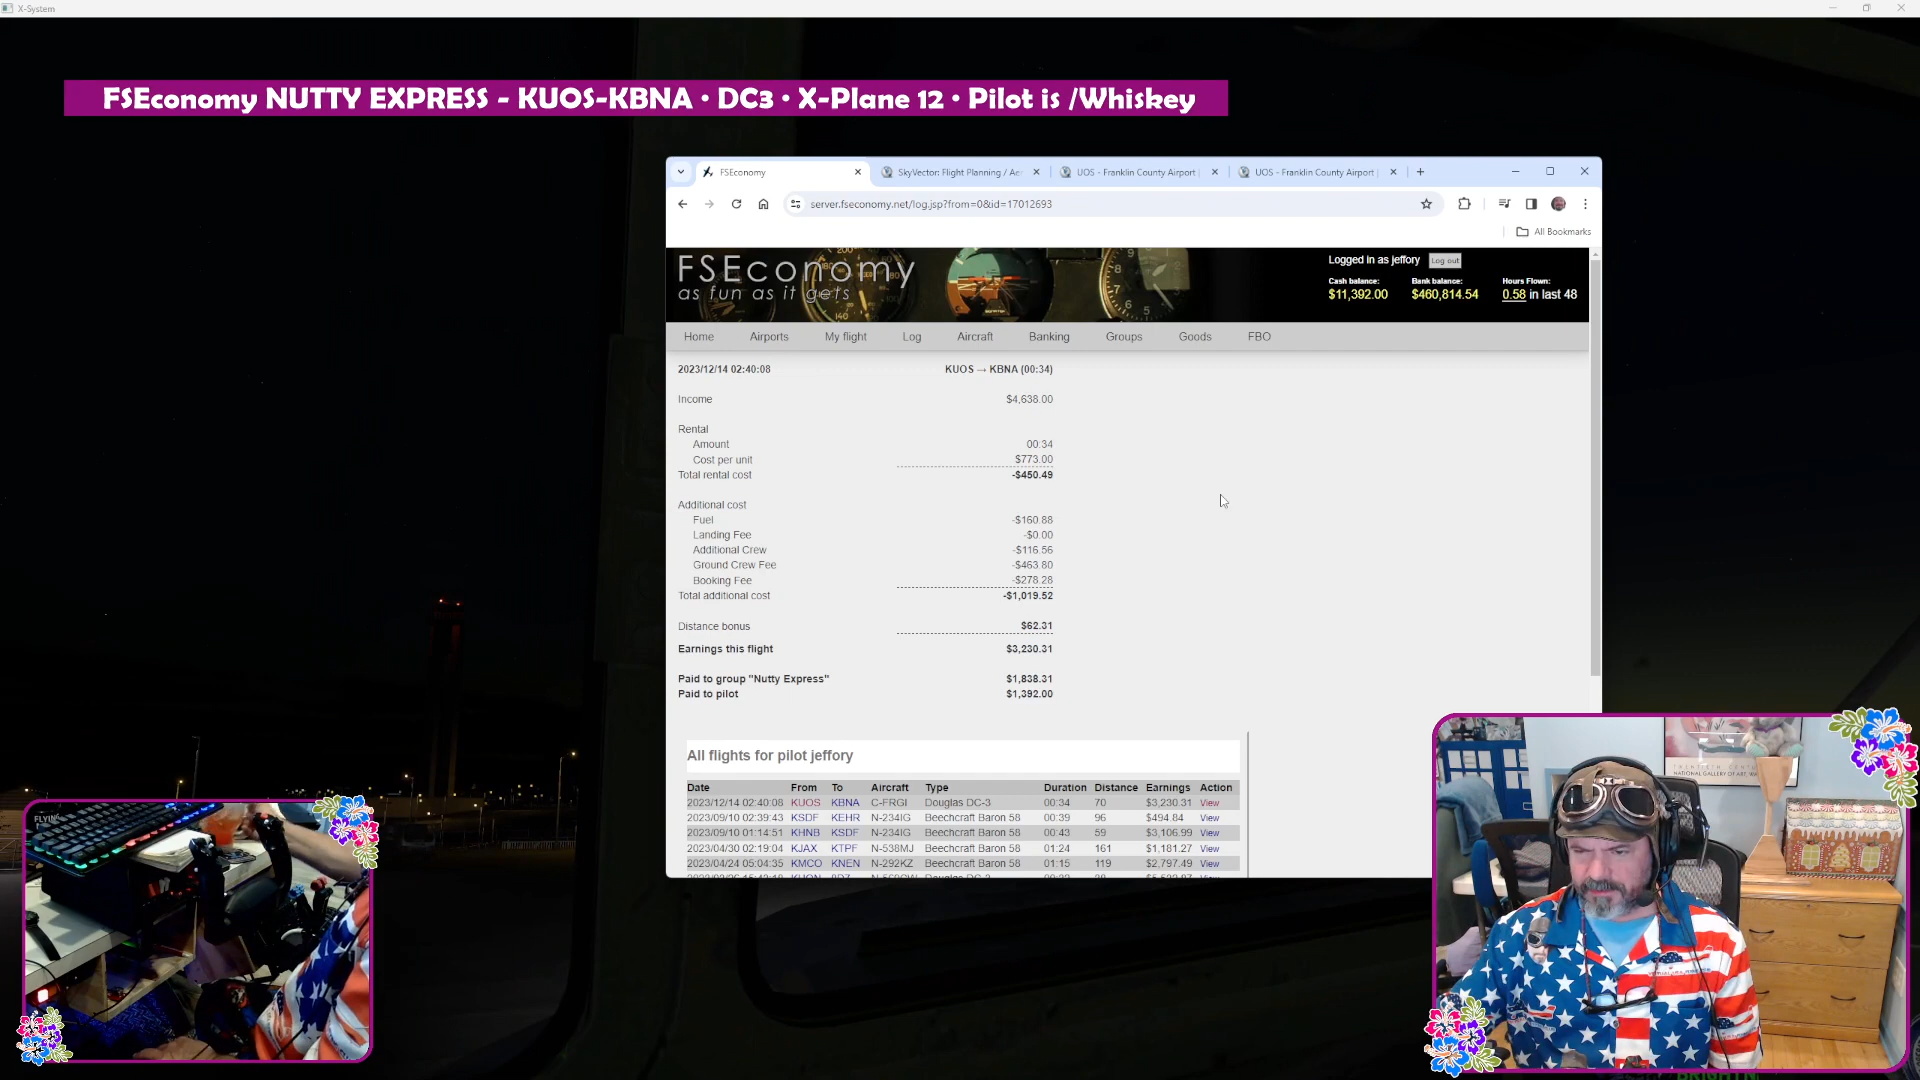 X-System
FSEconomy NUTTY EXPRESS - KUOS-KBNA • DC3 • X-Plane 12 • Pilot is /Whiskey
FSEconomy
SkyVector: Flight Planning / Aer
UOS - Franklin County Airport
UOS - Franklin County Airport
server.fseconomy.net/log.jsp?from=0&id=17012693
All Bookmarks
FSEconomy
as fun as it gets
Logged in as jeffory Log out
Cash balance: Bank balance: Hours Flown:
$11,392.00 $460,814.54 0.58 in last 48
Home Airports My flight Log Aircraft Banking Groups Goods FBO
2023/12/14 02:40:08 KUOS → KBNA (00:34)
Income $4,638.00
Rental
Amount 00:34
Cost per unit $773.00
Total rental cost -$450.49
Additional cost
Fuel -$160.88
Landing Fee -$0.00
Additional Crew -$116.56
Ground Crew Fee -$463.80
Booking Fee -$278.28
Total additional cost -$1,019.52
Distance bonus $62.31
Earnings this flight $3,230.31
Paid to group "Nutty Express" $1,838.31
Paid to pilot $1,392.00
All flights for pilot jeffory
Date From To Aircraft Type Duration Distance Earnings Action
2023/12/14 02:40:08 KUOS KBNA C-FRGI Douglas DC-3 00:34 70 $3,230.31 View
2023/09/10 02:39:43 KSDF KEHR N-234IG Beechcraft Baron 58 00:39 96 $494.84 View
2023/09/10 01:14:51 KHNB KSDF N-234IG Beechcraft Baron 58 00:43 59 $3,106.99 View
2023/04/30 02:19:04 KJAX KTPF N-538MJ Beechcraft Baron 58 01:24 161 $1,181.27 View
2023/04/24 05:04:35 KMCO KNEN N-292KZ Beechcraft Baron 58 01:15 119 $2,797.49 View
FLYING
NATIONAL GALLERY OF ART, WA